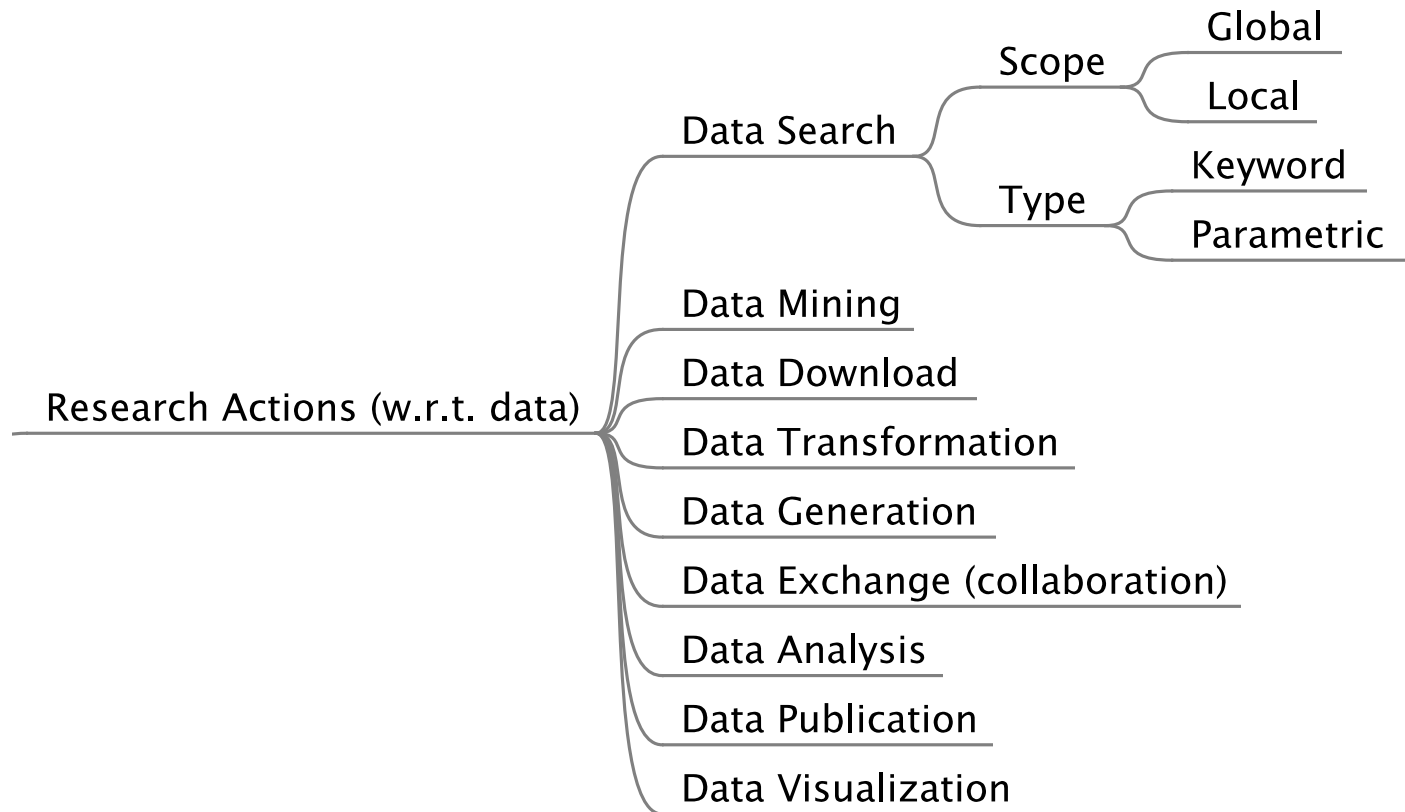 Global
Scope
Local
Data Search
Keyword
Type
Parametric
Data Mining
Data Download
Research Actions (w.r.t. data)
Data Transformation
Data Generation
Data Exchange (collaboration)
Data Analysis
Data Publication
Data Visualization